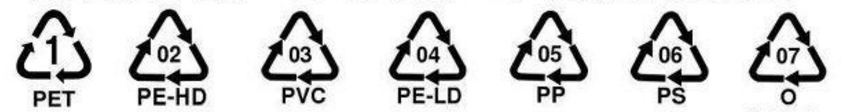 1 02 03 04 05 06 07
PET PE-HD PVC PE-LD PP PS O